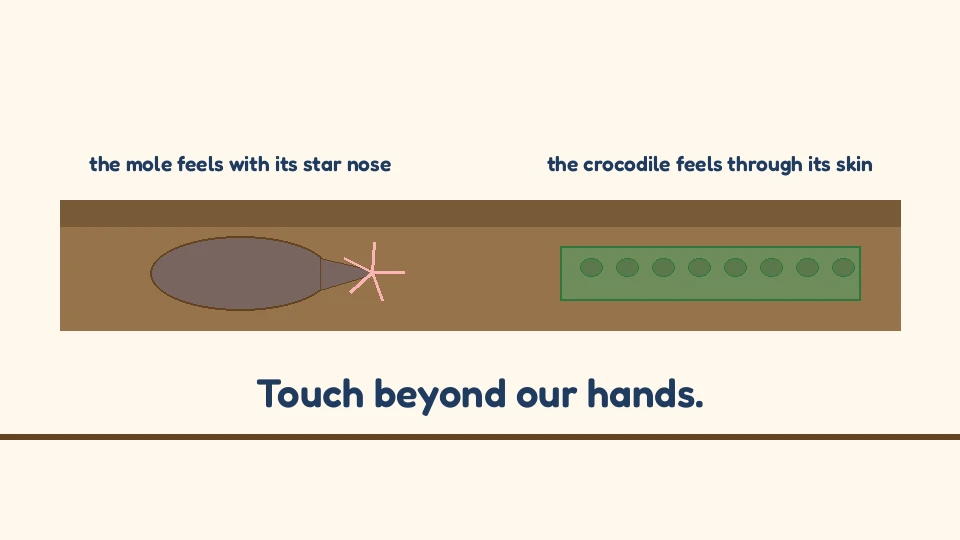 the mole feels with its star nose
the crocodile feels through its skin
Touch beyond our hands.